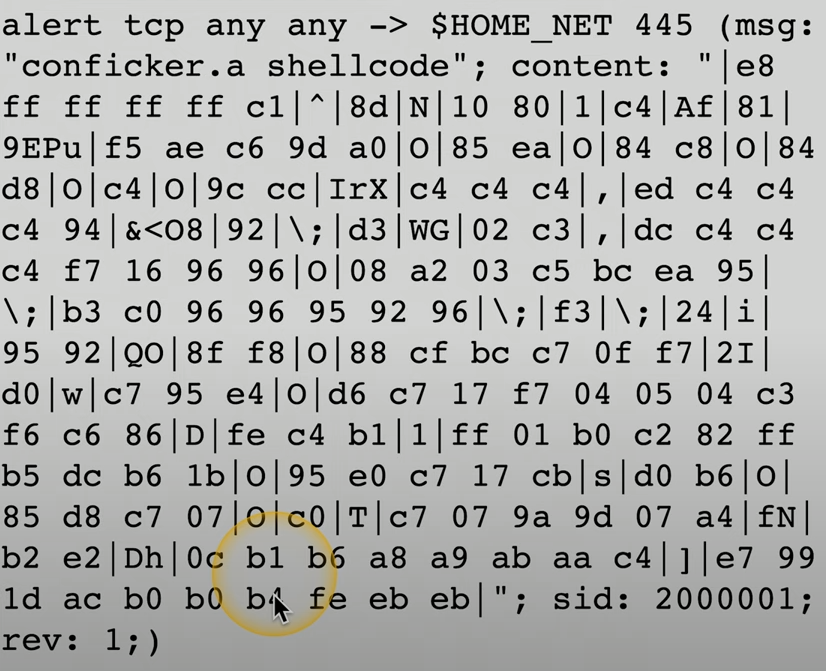 alert tcp any any -> $HOME_NET 445 (msg:
"conficker.a shellcode"; content: "|e8
ff ff ff ff c1|^|8d|N|10 80|1|c4|Af|81|
9EPu|f5 ae c6 9d a0|O|85 ea|O|84 c8|O|84
d8|O|c4|O|9c cc|IrX|c4 c4 c4|,|ed c4 c4
c4 94|&<O8|92|\;|d3|WG|02 c3|,|dc c4 c4
c4 f7 16 96 96|O|08 a2 03 c5 bc ea 95|
\;|b3 c0 96 96 95 92 96|\;|f3|\;|24|i|
95 92|QO|8f f8|O|88 cf bc c7 0f f7|2I|
d0|w|c7 95 e4|O|d6 c7 17 f7 04 05 04 c3
f6 c6 86|D|fe c4 b1|1|ff 01 b0 c2 82 ff
b5 dc b6 1b|O|95 e0 c7 17 cb|s|d0 b6|O|
85 d8 c7 07|O|c0|T|c7 07 9a 9d 07 a4|fN|
b2 e2|Dh|0c b1 b6 a8 a9 ab aa c4|]|e7 99
1d ac b0 b0 b4 fe eb eb|"; sid: 2000001;
rev: 1;)